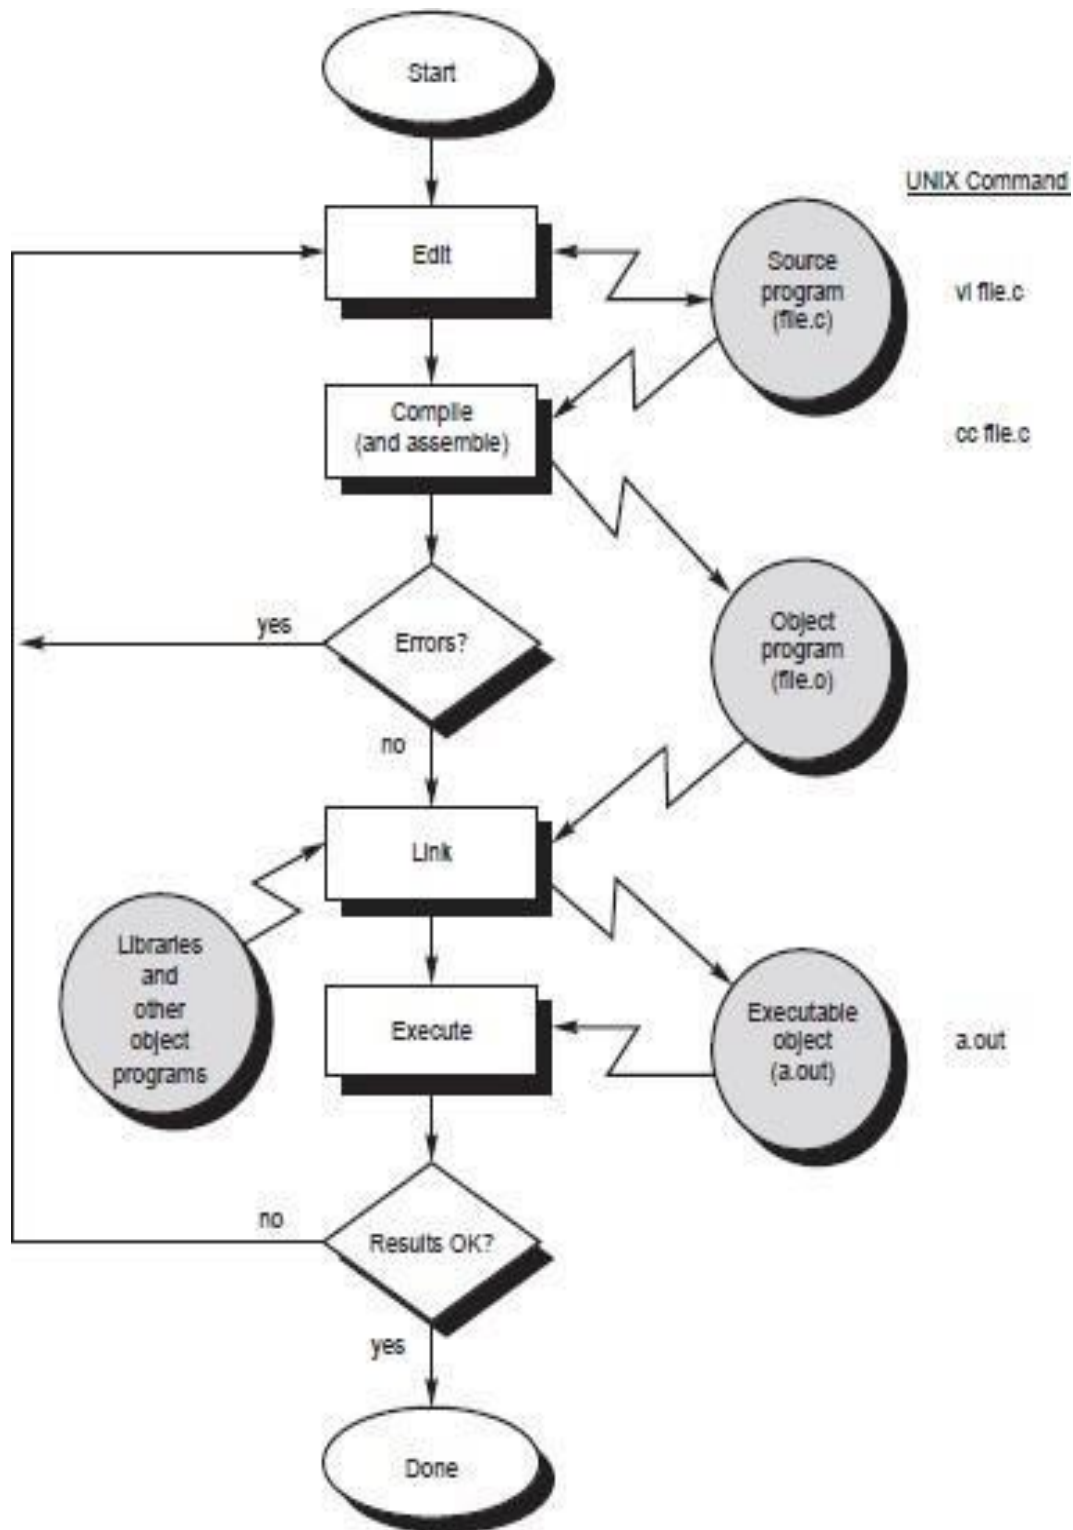 Start
UNIX Command
Edit
Source
program
(file.c)
vi file.c
Compile
(and assemble)
cc file.c
yes
Errors?
Object
program
(file.o)
no
Link
Libraries
and
other
object
programs
Execute
Executable
object
(a.out)
a.out
no
Results OK?
yes
Done